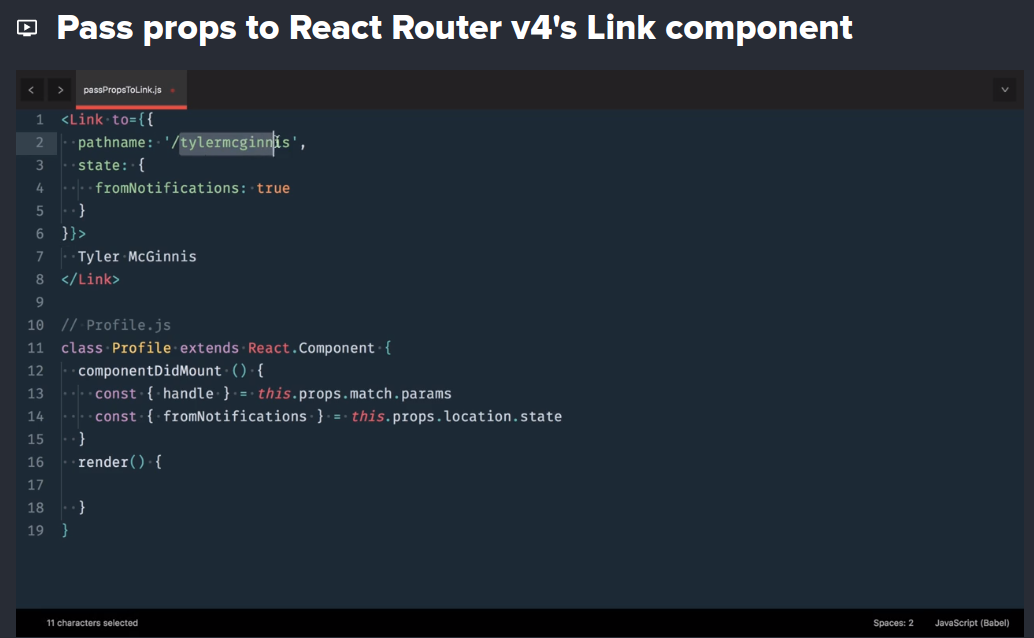 Pass props to React Router v4's Link component
passPropsToLink.js
1 <Link to={{
2 pathname: '/tylermcginnis',
3 state: {
4 fromNotifications: true
5 }
6 }}>
7 Tyler McGinnis
8 </Link>
9
10 // Profile.js
11 class Profile extends React.Component {
12 componentDidMount () {
13 const { handle } = this.props.match.params
14 const { fromNotifications } = this.props.location.state
15 }
16 render() {
17
18 }
19 }
11 characters selected Spaces: 2 JavaScript (Babel)